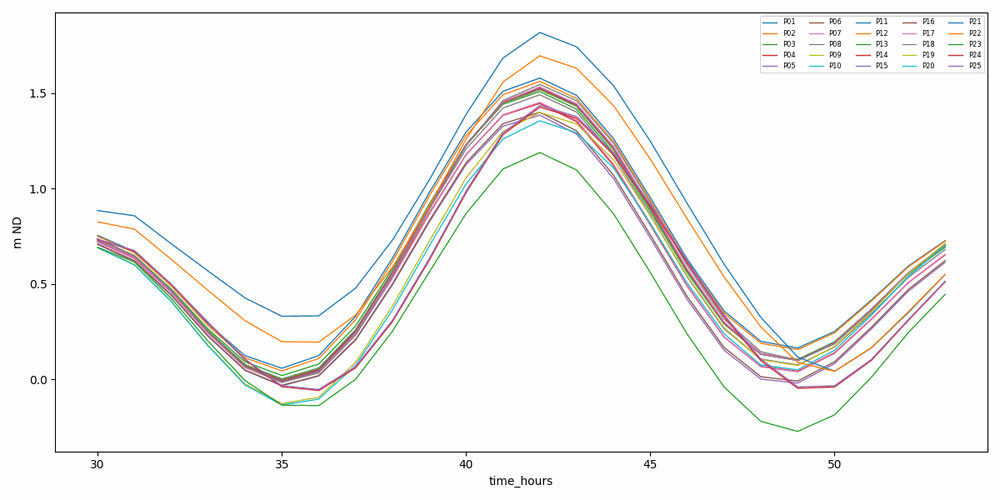 P01 P06 P11 P16 P21
P02 P07 P12 P17 P22
P03 P08 P13 P18 P23
P04 P09 P14 P19 P24
P05 P10 P15 P20 P25
1.5
1.0
0.5
0.0
m ND
30 35 40 45 50
time_hours